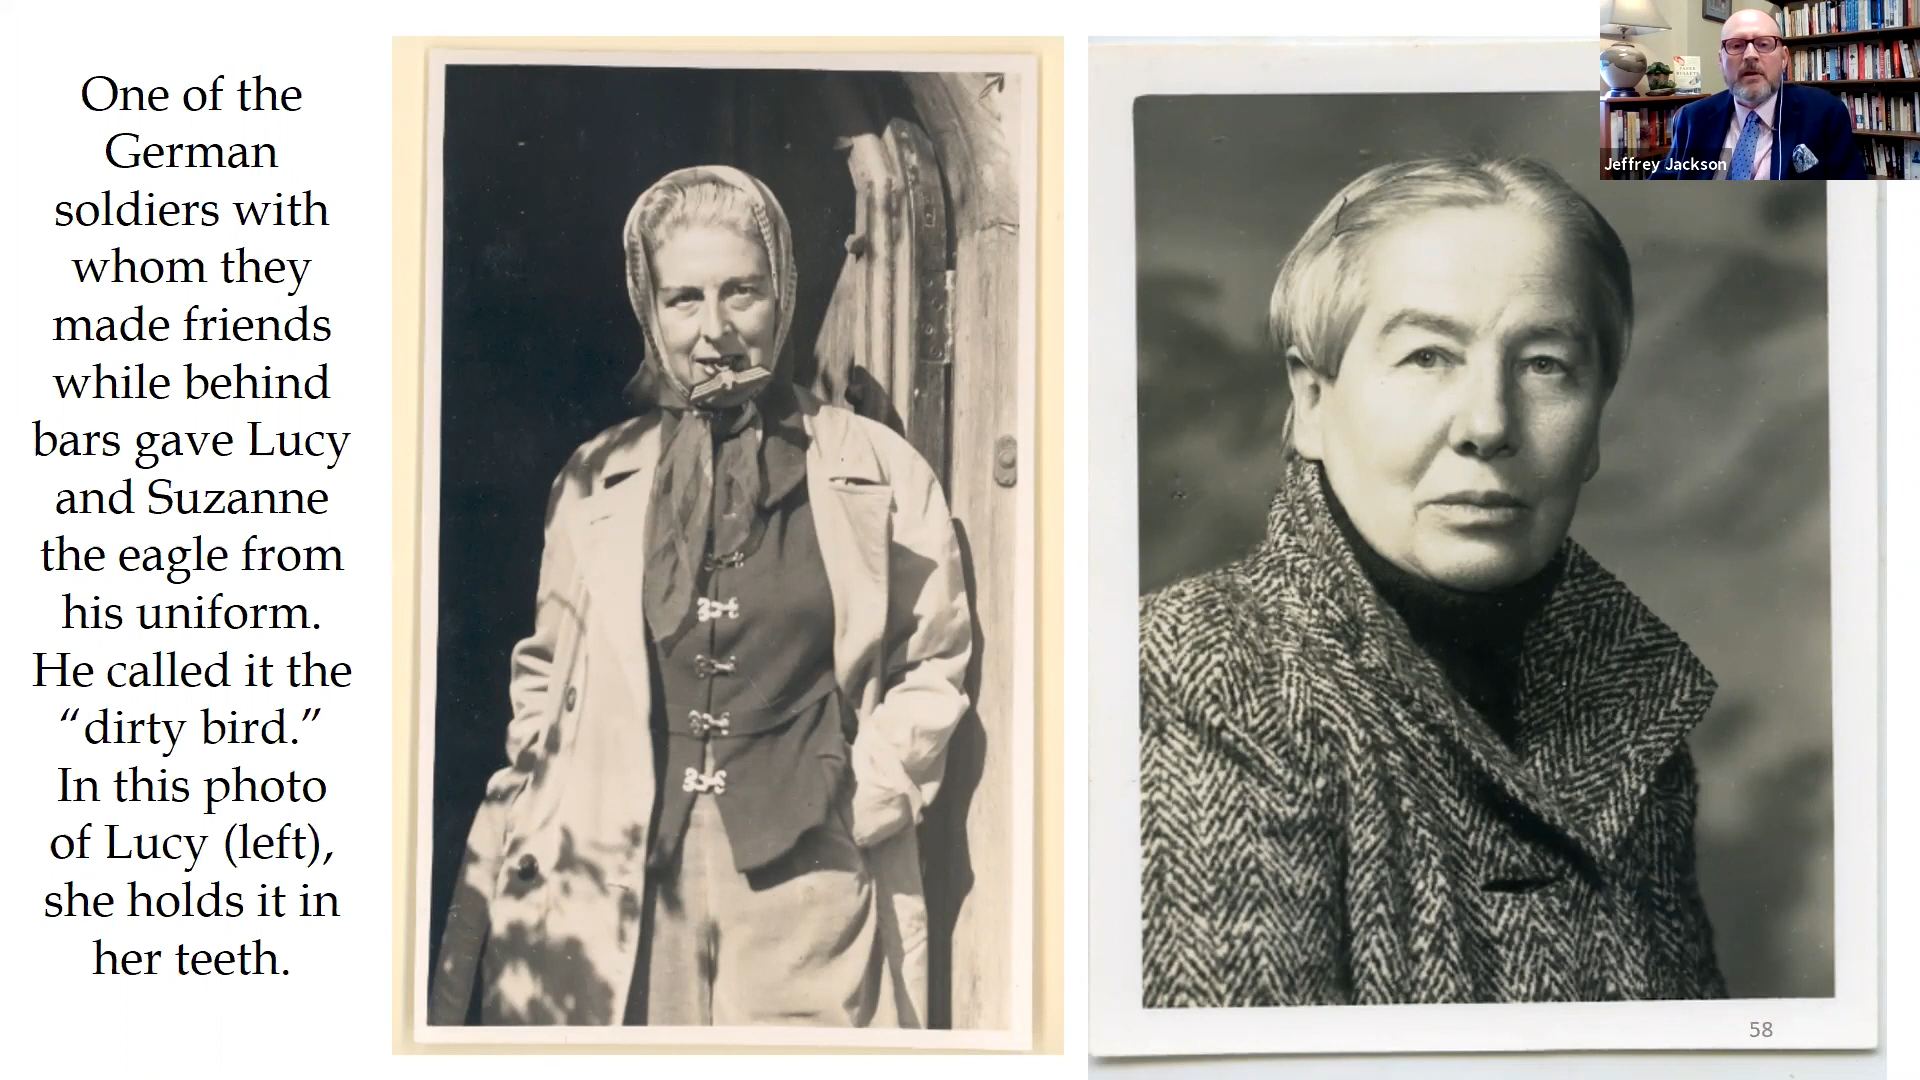 One of the
German
soldiers with
whom they
made friends
while behind
bars gave Lucy
and Suzanne
the eagle from
his uniform.
He called it the
“dirty bird.”
In this photo
of Lucy (left),
she holds it in
her teeth.
Jeffrey Jackson
58